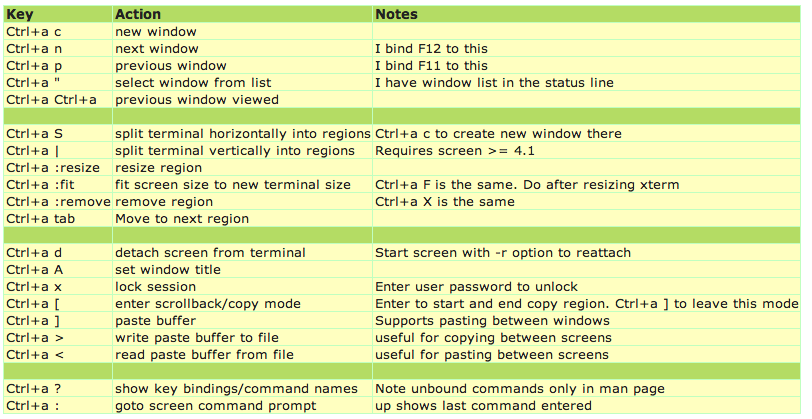 Key Action Notes
Ctrl+a c new window
Ctrl+a n next window I bind F12 to this
Ctrl+a p previous window I bind F11 to this
Ctrl+a " select window from list I have window list in the status line
Ctrl+a Ctrl+a previous window viewed
Ctrl+a S split terminal horizontally into regions Ctrl+a c to create new window there
Ctrl+a | split terminal vertically into regions Requires screen >= 4.1
Ctrl+a :resize resize region
Ctrl+a :fit fit screen size to new terminal size Ctrl+a F is the same. Do after resizing xterm
Ctrl+a :remove remove region Ctrl+a X is the same
Ctrl+a tab Move to next region
Ctrl+a d detach screen from terminal Start screen with -r option to reattach
Ctrl+a A set window title
Ctrl+a x lock session Enter user password to unlock
Ctrl+a [ enter scrollback/copy mode Enter to start and end copy region. Ctrl+a ] to leave this mode
Ctrl+a ] paste buffer Supports pasting between windows
Ctrl+a > write paste buffer to file useful for copying between screens
Ctrl+a < read paste buffer from file useful for pasting between screens
Ctrl+a ? show key bindings/command names Note unbound commands only in man page
Ctrl+a : goto screen command prompt up shows last command entered